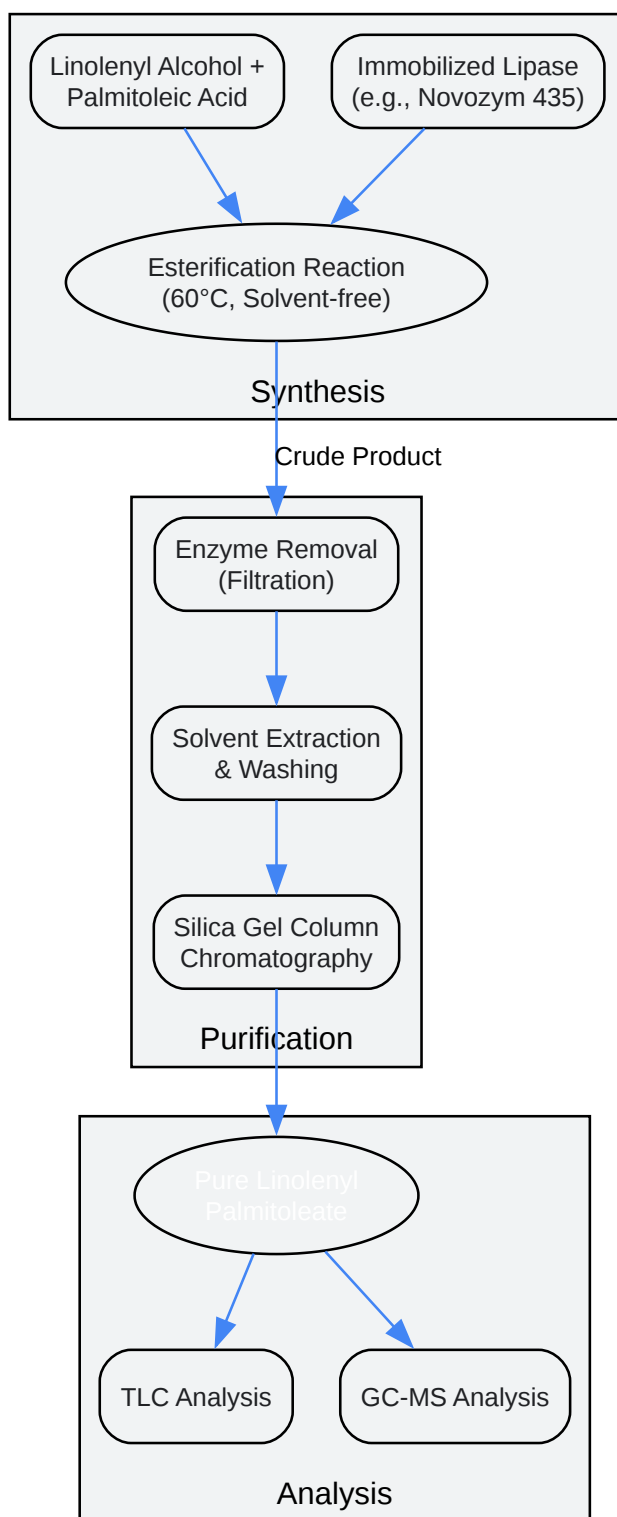 Linolenyl Alcohol +
Palmitoleic Acid
Immobilized Lipase
(e.g., Novozym 435)
Esterification Reaction
(60°C, Solvent-free)
Synthesis
Crude Product
Enzyme Removal
(Filtration)
Solvent Extraction
& Washing
Silica Gel Column
Chromatography
Purification
Pure Linolenyl
Palmitoleate
TLC Analysis
GC-MS Analysis
Analysis